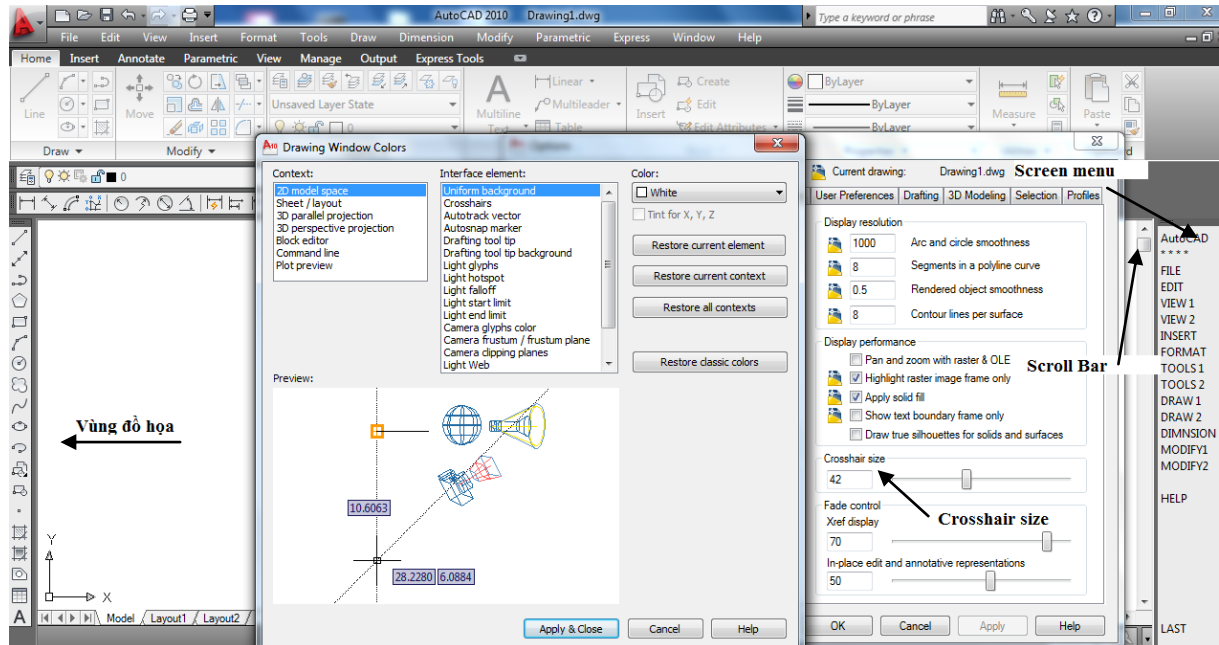 AutoCAD 2010 Drawing1.dwg
Type a keyword or phrase
File Edit View Insert Format Tools Draw Dimension Modify Parametric Express Window Help
Home Insert Annotate Parametric View Manage Output Express Tools
Line
Move
Draw
Modify
Unsaved Layer State
0
Multiline
Text
Linear
Multileader
Table
Insert
Create
Edit
Edit Attributes
ByLayer
ByLayer
ByLayer
Measure
Paste
0
Drawing Window Colors
Context:
2D model space
Sheet / layout
3D parallel projection
3D perspective projection
Block editor
Command line
Plot preview
Interface element:
Uniform background
Crosshairs
Autotrack vector
Autosnap marker
Drafting tool tip
Drafting tool tip background
Light glyphs
Light hotspot
Light falloff
Light start limit
Light end limit
Camera glyphs color
Camera frustum / frustum plane
Camera clipping planes
Light Web
Color:
White
Tint for X, Y, Z
Restore current element
Restore current context
Restore all contexts
Restore classic colors
Preview:
10.6063
28.2280 6.0884
Apply & Close Cancel Help
Vùng đồ họa
Y
X
Model Layout1 Layout2
Current drawing: Drawing1.dwg
User Preferences Drafting 3D Modeling Selection Profiles
Display resolution
1000 Arc and circle smoothness
8 Segments in a polyline curve
0.5 Rendered object smoothness
8 Contour lines per surface
Display performance
Pan and zoom with raster & OLE
Highlight raster image frame only
Apply solid fill
Show text boundary frame only
Draw true silhouettes for solids and surfaces
Crosshair size
42
Crosshair size
Fade control
Xref display
70
In-place edit and annotative representations
50
OK Cancel Apply Help
Screen menu
Scroll Bar
AutoCAD
* * * *
FILE
EDIT
VIEW 1
VIEW 2
INSERT
FORMAT
TOOLS 1
TOOLS 2
DRAW 1
DRAW 2
DIMNSION
MODIFY1
MODIFY2
HELP
LAST